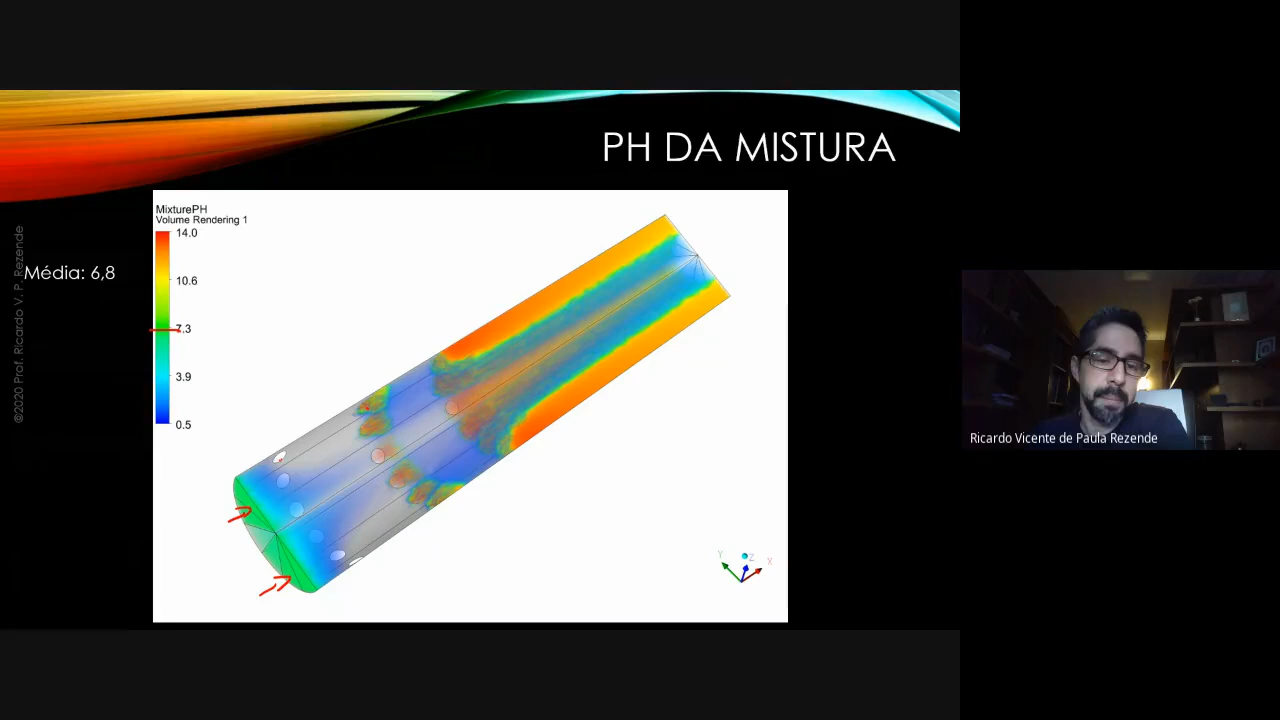 PH DA MISTURA
MixturePH
Volume Rendering 1
14.0
10.6
7.3
3.9
0.5
Média: 6,8
©2020 Prof. Ricardo V. P. Rezende
Y
Z
X
Ricardo Vicente de Paula Rezende